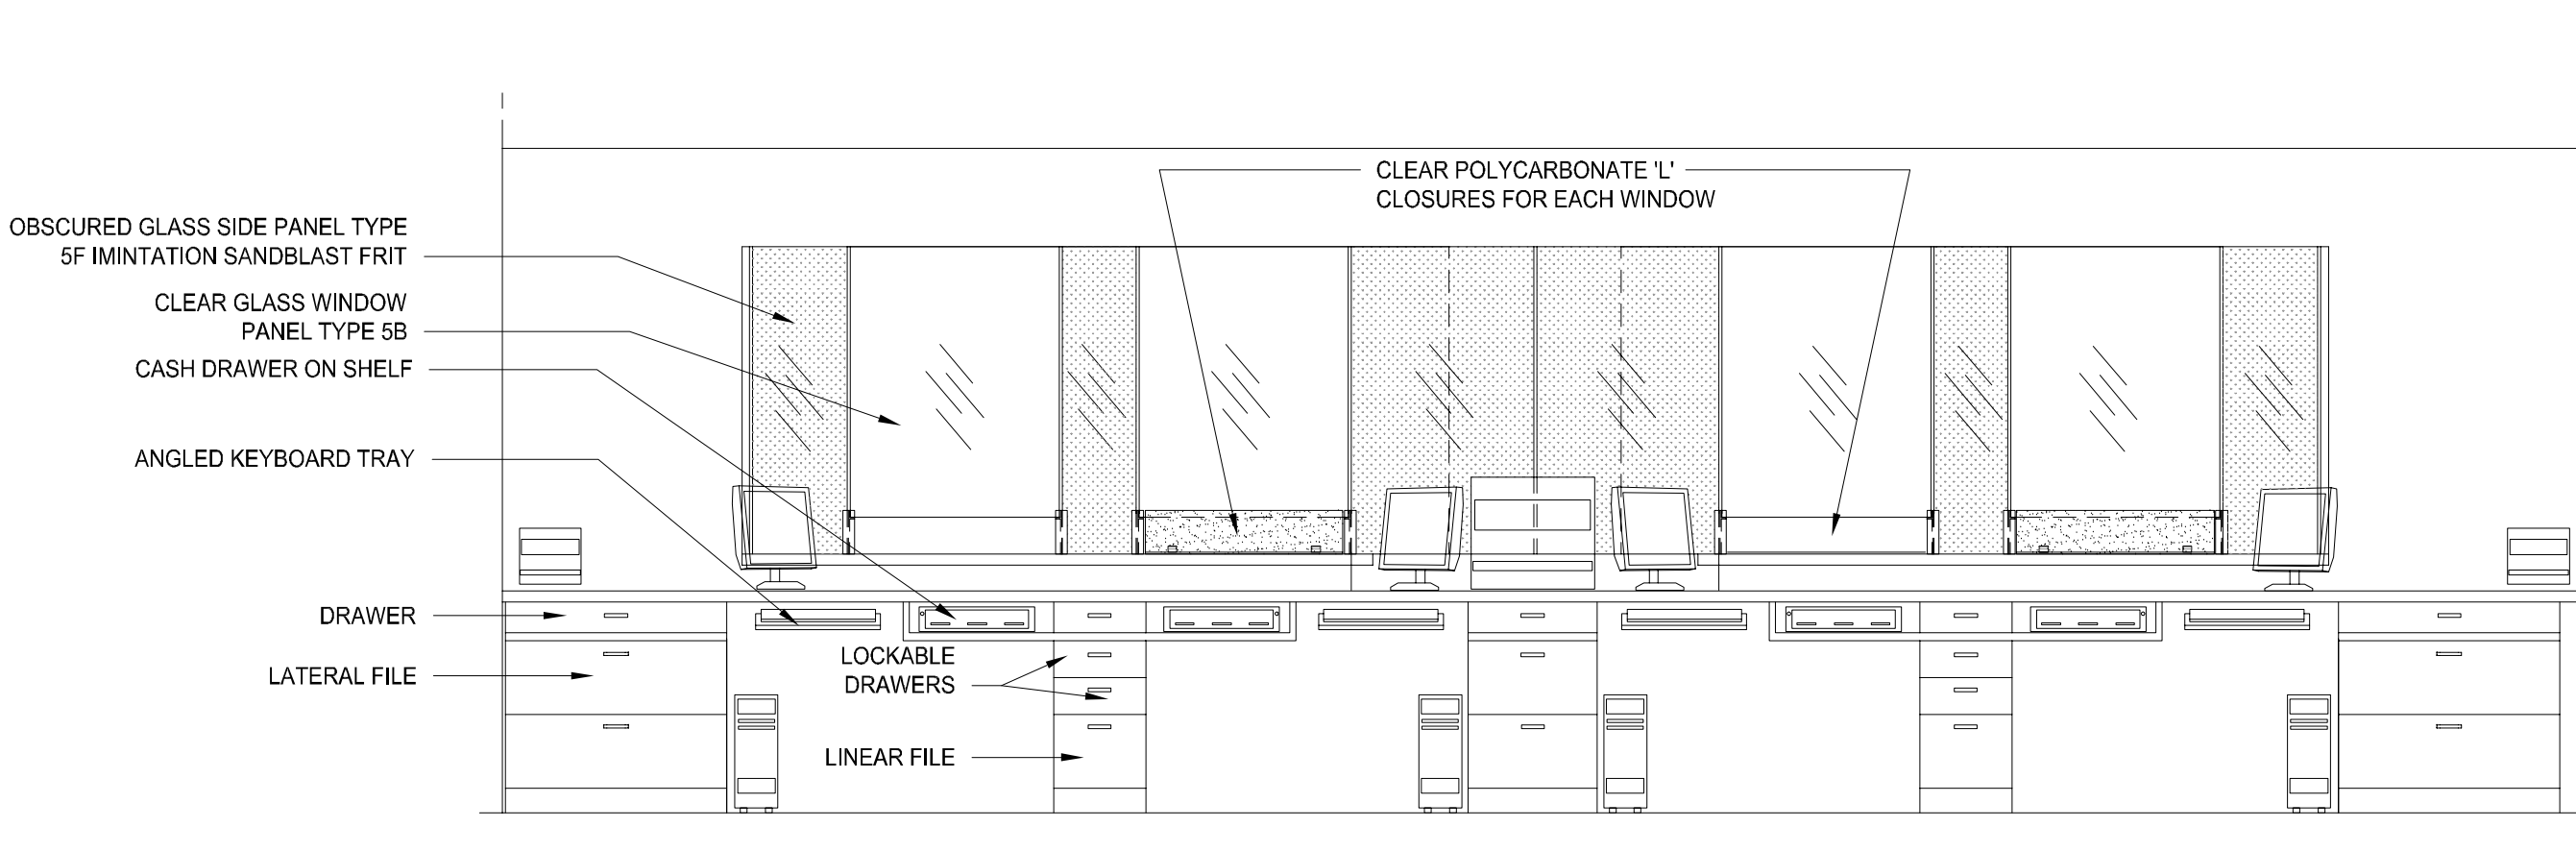 CLEAR POLYCARBONATE 'L'
CLOSURES FOR EACH WINDOW
OBSCURED GLASS SIDE PANEL TYPE
5F IMINTATION SANDBLAST FRIT
CLEAR GLASS WINDOW
PANEL TYPE 5B
CASH DRAWER ON SHELF
ANGLED KEYBOARD TRAY
DRAWER
LATERAL FILE
LOCKABLE
DRAWERS
LINEAR FILE